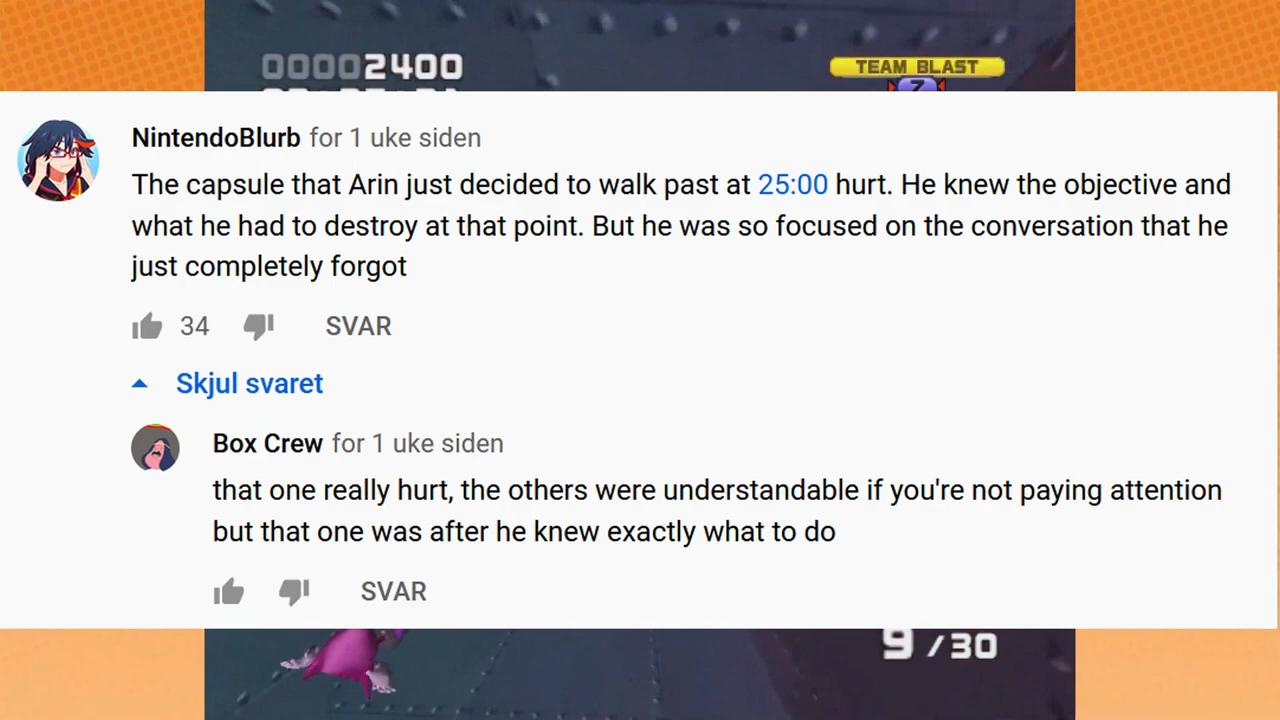 00002400
TEAM BLAST
Z
NintendoBlurb for 1 uke siden
The capsule that Arin just decided to walk past at 25:00 hurt. He knew the objective and
what he had to destroy at that point. But he was so focused on the conversation that he
just completely forgot
34 SVAR
Skjul svaret
Box Crew for 1 uke siden
that one really hurt, the others were understandable if you're not paying attention
but that one was after he knew exactly what to do
SVAR
9/30